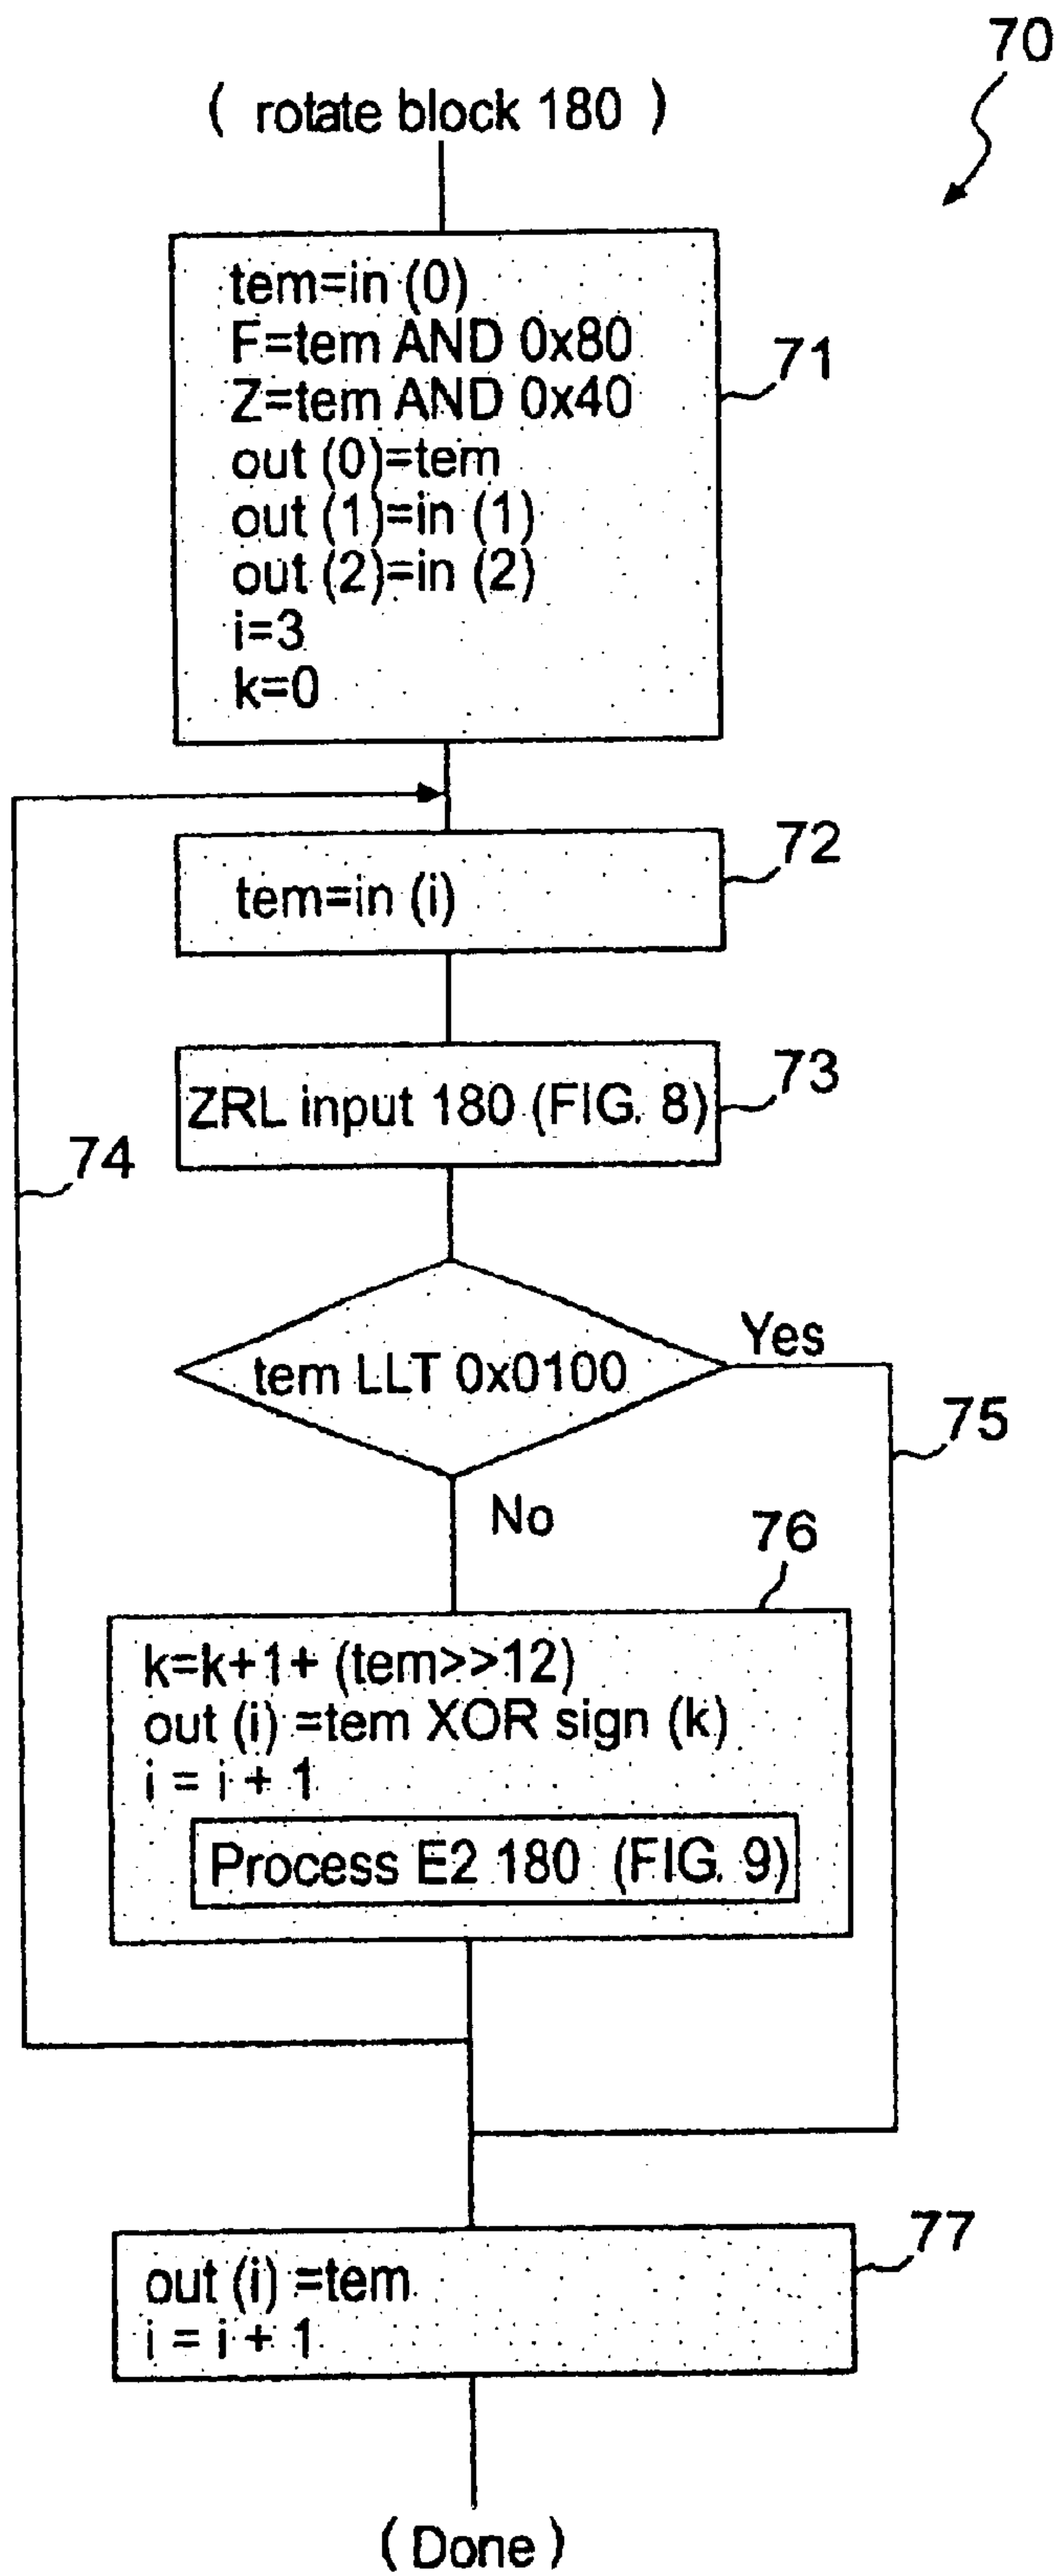 70
( rotate block 180 )
tem=in (0)
F=tem AND 0x80
Z=tem AND 0x40
out (0)=tem
out (1)=in (1)
out (2)=in (2)
i=3
k=0
71
tem=in (i)
72
ZRL input 180 (FIG. 8)
73
74
tem LLT 0x0100
Yes
75
No
76
k=k+1+ (tem>>12)
out (i) =tem XOR sign (k)
i = i + 1
Process E2 180 (FIG. 9)
77
out (i) =tem
i = i + 1
( Done )